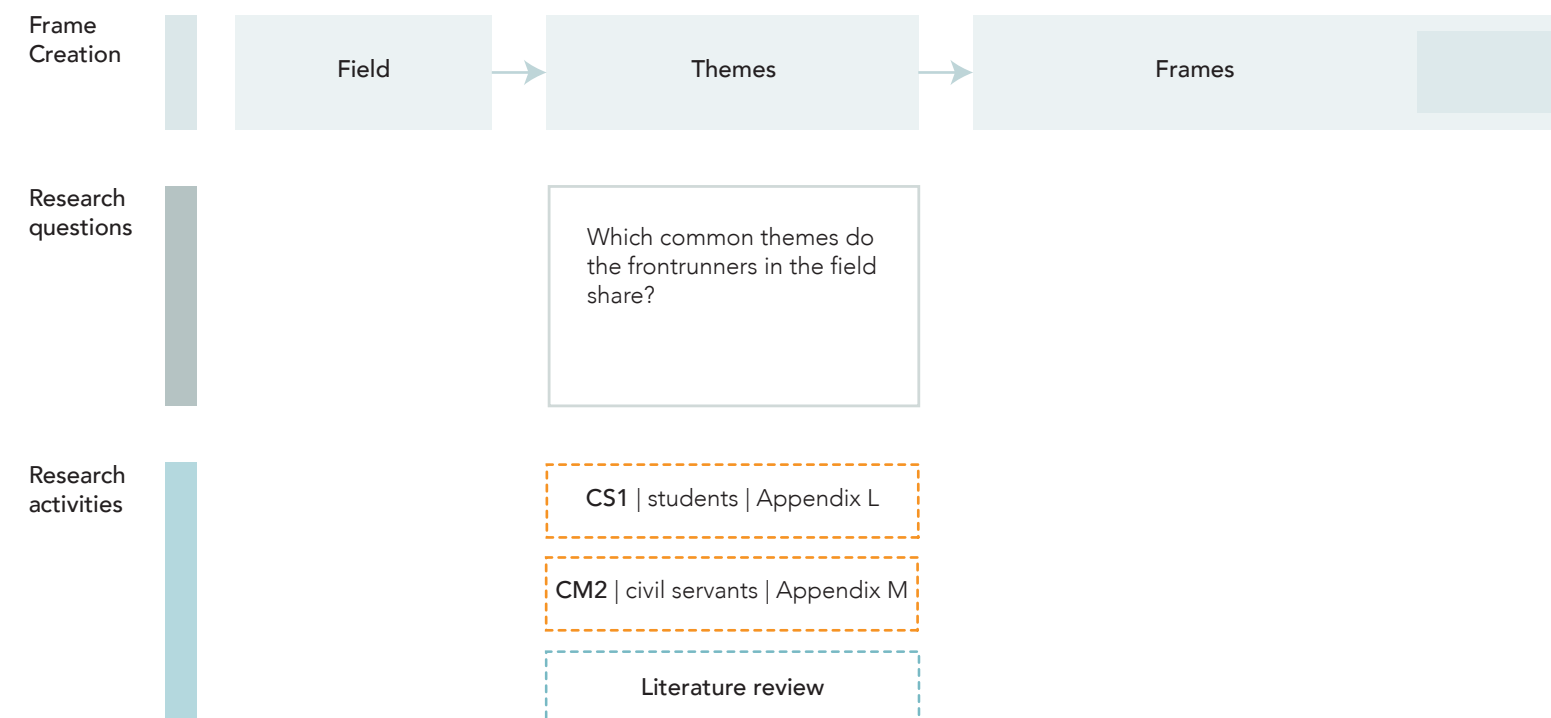 Frame
Creation
Field
Themes
Frames
Research
questions
Which common themes do
the frontrunners in the field
share?
Research
activities
CS1 | students | Appendix L
CM2 | civil servants | Appendix M
Literature review